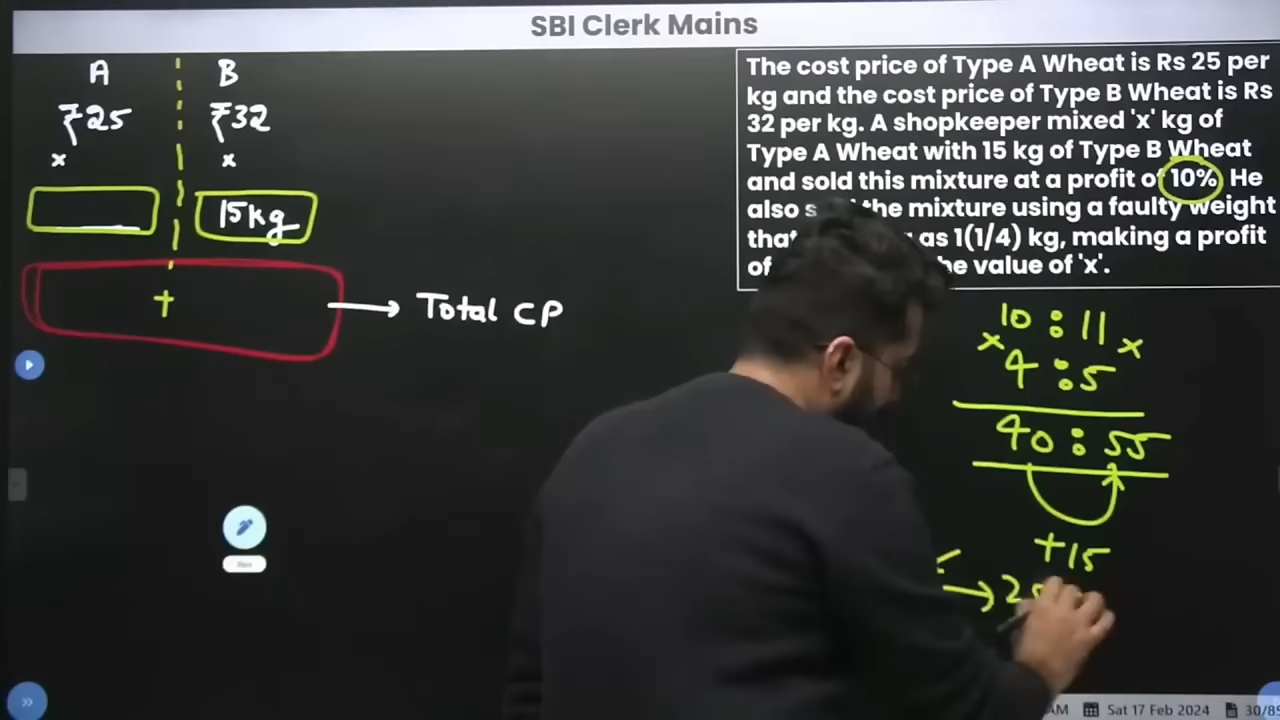 SBI Clerk Mains
A B
₹25 ₹32
x x
15kg
+ → Total CP
The cost price of Type A Wheat is Rs 25 per
kg and the cost price of Type B Wheat is Rs
32 per kg. A shopkeeper mixed 'x' kg of
Type A Wheat with 15 kg of Type B Wheat
and sold this mixture at a profit of 10%. He
also the mixture using a faulty weight
as 1(1/4) kg, making a profit
of value of 'x'.
10 : 11
x 4 : 5 x
40 : 55
+15
→
Sat 17 Feb 2024